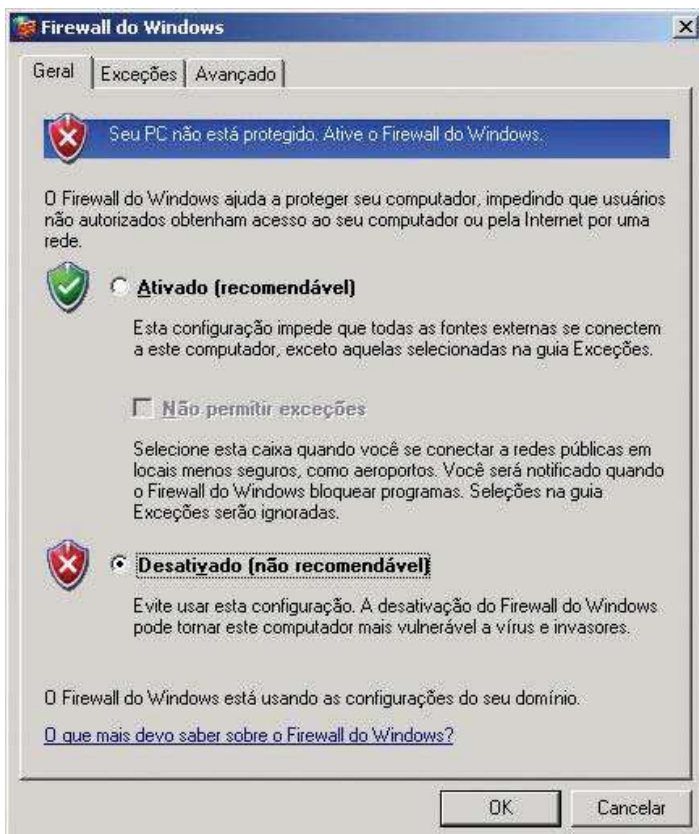 Firewall do Windows
Geral Exceções Avançado
Seu PC não está protegido. Ative o Firewall do Windows.
O Firewall do Windows ajuda a proteger seu computador, impedindo que usuários
não autorizados obtenham acesso ao seu computador ou pela Internet por uma
rede.
Ativado (recomendável)
Esta configuração impede que todas as fontes externas se conectem
a este computador, exceto aquelas selecionadas na guia Exceções.
Não permitir exceções
Selecione esta caixa quando você se conectar a redes públicas em
locais menos seguros, como aeroportos. Você será notificado quando
o Firewall do Windows bloquear programas. Seleções na guia
Exceções serão ignoradas.
Desativado (não recomendável)
Evite usar esta configuração. A desativação do Firewall do Windows
pode tornar este computador mais vulnerável a vírus e invasores.
O Firewall do Windows está usando as configurações do seu domínio.
O que mais devo saber sobre o Firewall do Windows?
OK Cancelar